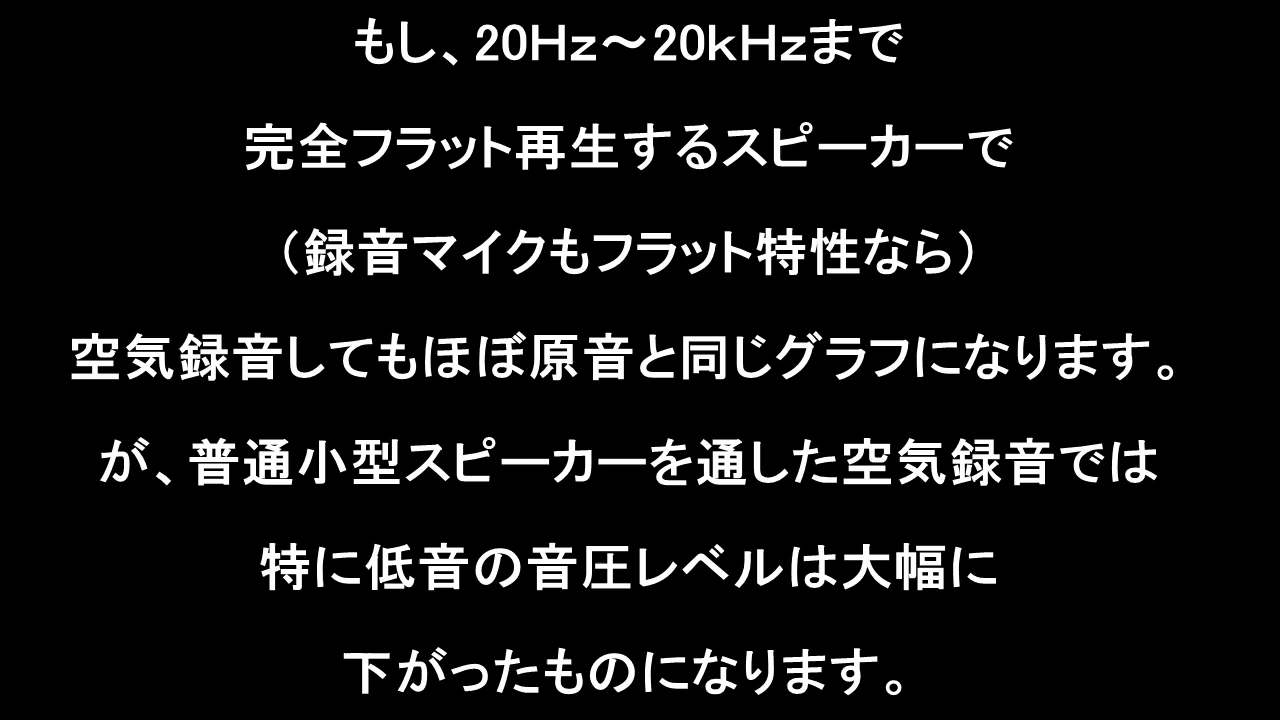 もし、20Hz～20kHzまで
完全フラット再生するスピーカーで
（録音マイクもフラット特性なら）
空気録音してもほぼ原音と同じグラフになります。
が、普通小型スピーカーを通した空気録音では
特に低音の音圧レベルは大幅に
下がったものになります。